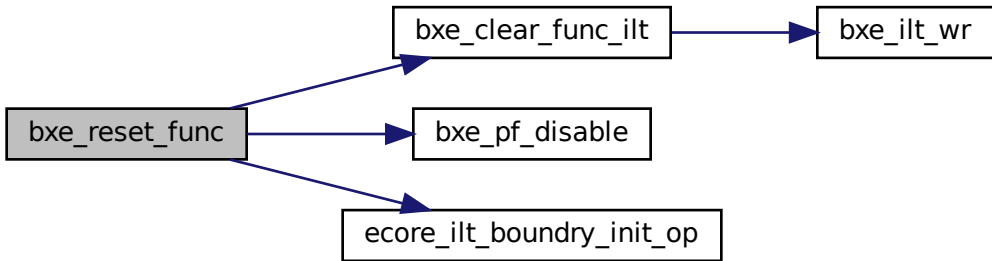 bxe_clear_func_ilt
bxe_ilt_wr
bxe_reset_func
bxe_pf_disable
ecore_ilt_boundry_init_op